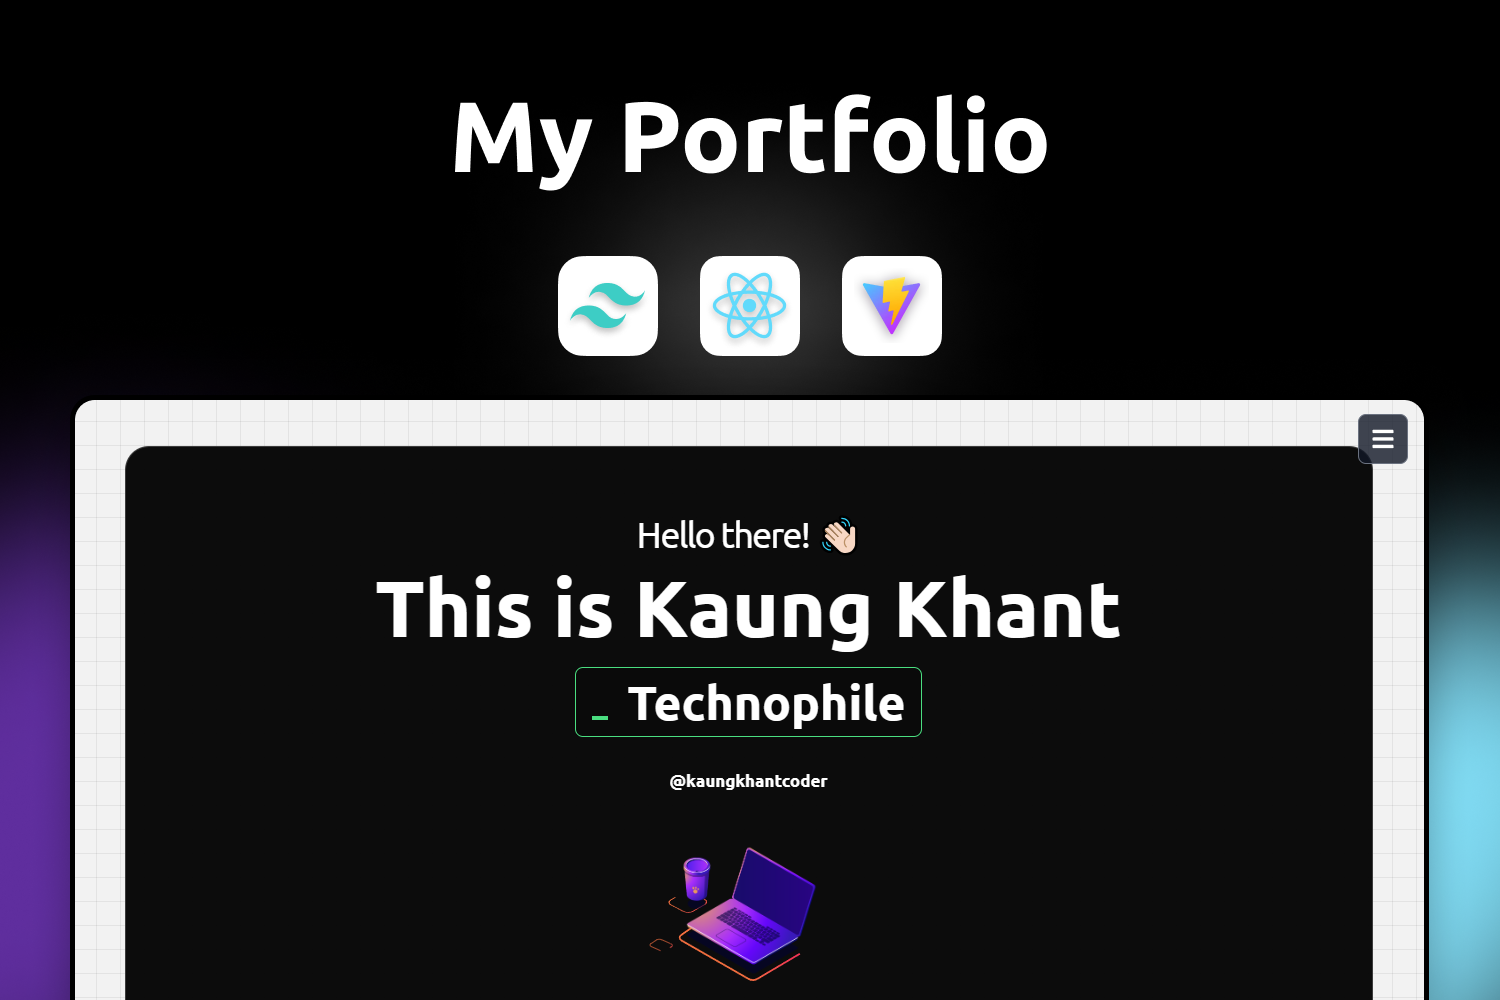 My Portfolio
Hello there! 👋🏻
This is Kaung Khant
_ Technophile
@kaungkhantcoder